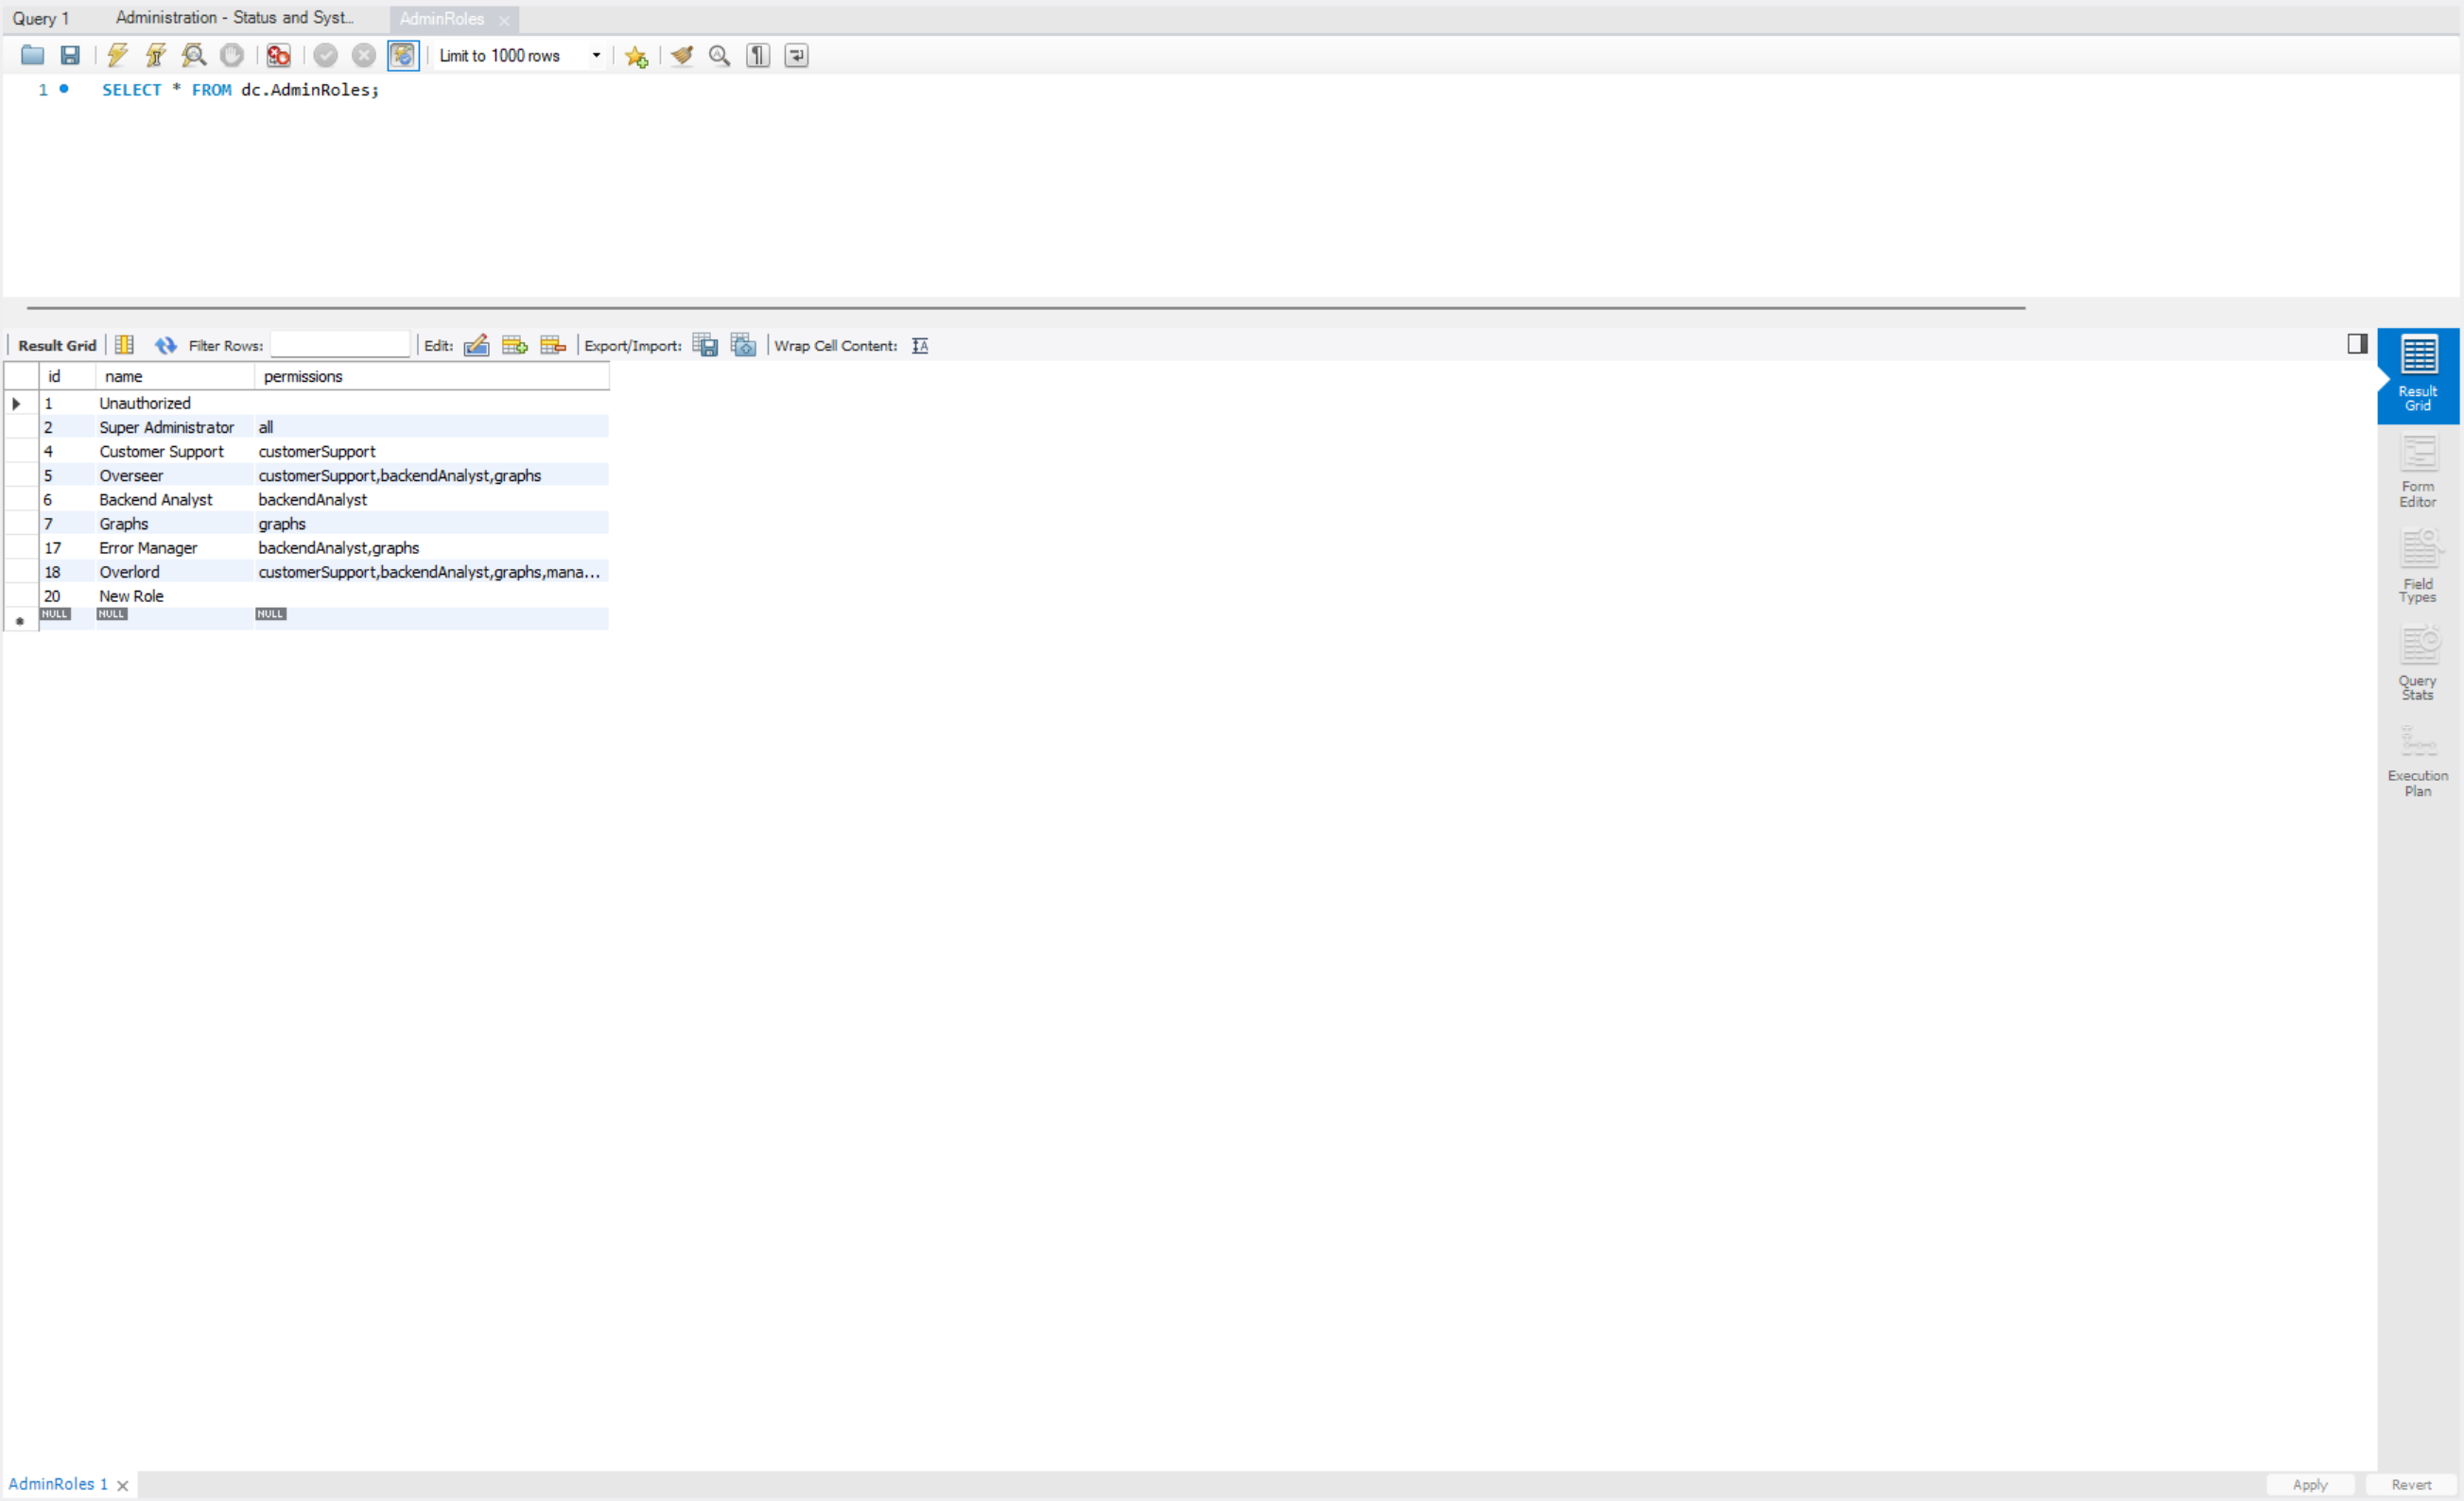 Query 1 Administration - Status and Syst... AdminRoles
Limit to 1000 rows
1 SELECT * FROM dc.AdminRoles;
Result Grid Filter Rows: Edit: Export/Import: Wrap Cell Content:
id name permissions
1 Unauthorized
2 Super Administrator all
4 Customer Support customerSupport
5 Overseer customerSupport,backendAnalyst,graphs
6 Backend Analyst backendAnalyst
7 Graphs graphs
17 Error Manager backendAnalyst,graphs
18 Overlord customerSupport,backendAnalyst,graphs,mana...
20 New Role
NULL NULL NULL
Result
Grid
Form
Editor
Field
Types
Query
Stats
Execution
Plan
AdminRoles 1 Apply Revert